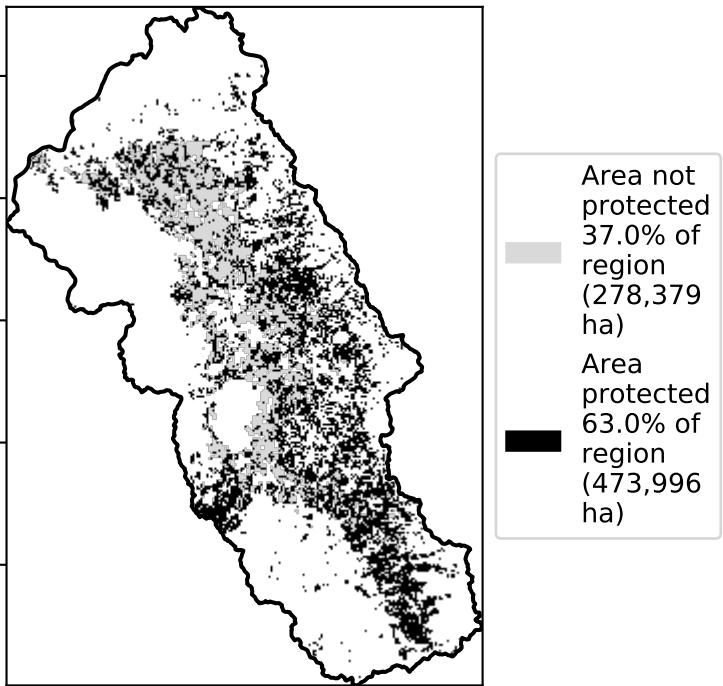 Area not
protected
37.0% of
region
(278,379
ha)
Area
protected
63.0% of
region
(473,996
ha)